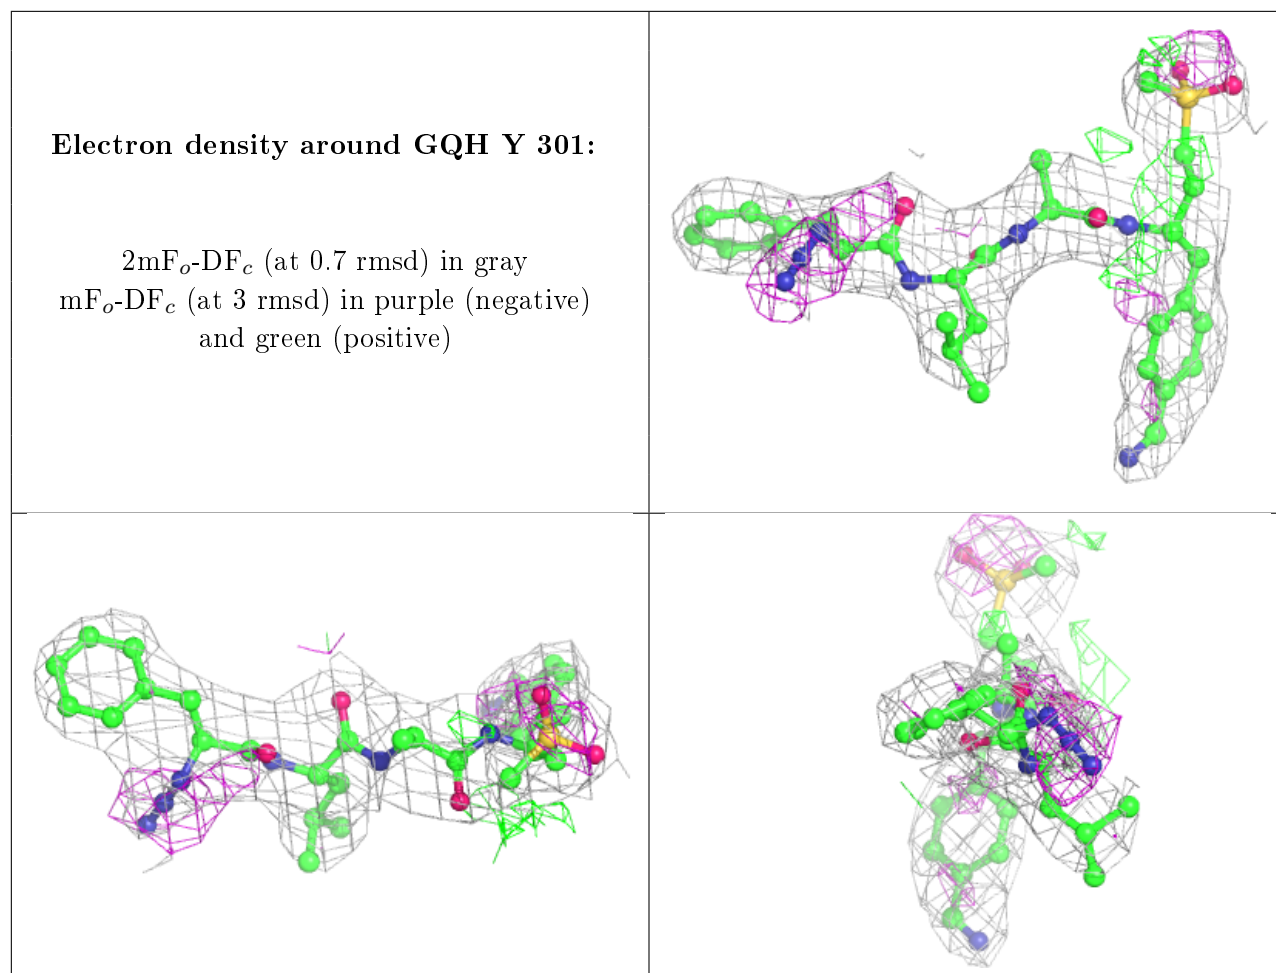 Electron density around GQH Y 301:
2mFo-DFc (at 0.7 rmsd) in gray
mFo-DFc (at 3 rmsd) in purple (negative)
and green (positive)